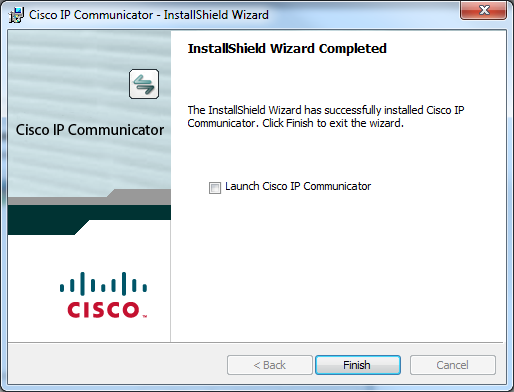 Cisco IP Communicator - InstallShield Wizard
InstallShield Wizard Completed
Cisco IP Communicator
The InstallShield Wizard has successfully installed Cisco IP
Communicator. Click Finish to exit the wizard.
Launch Cisco IP Communicator
CISCO™
< Back
Finish
Cancel